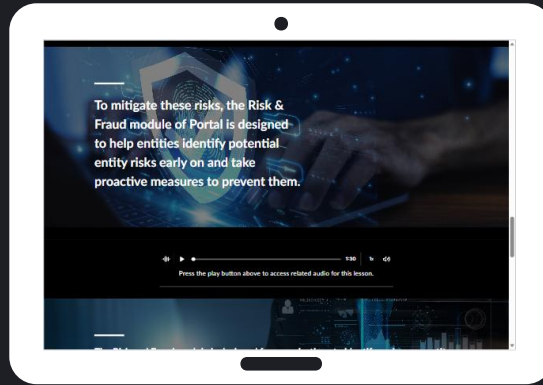 To mitigate these risks, the Risk &
Fraud module of Portal is designed
to help entities identify potential
entity risks early on and take
proactive measures to prevent them.
1:30
1x
Press the play button above to access related audio for this lesson.